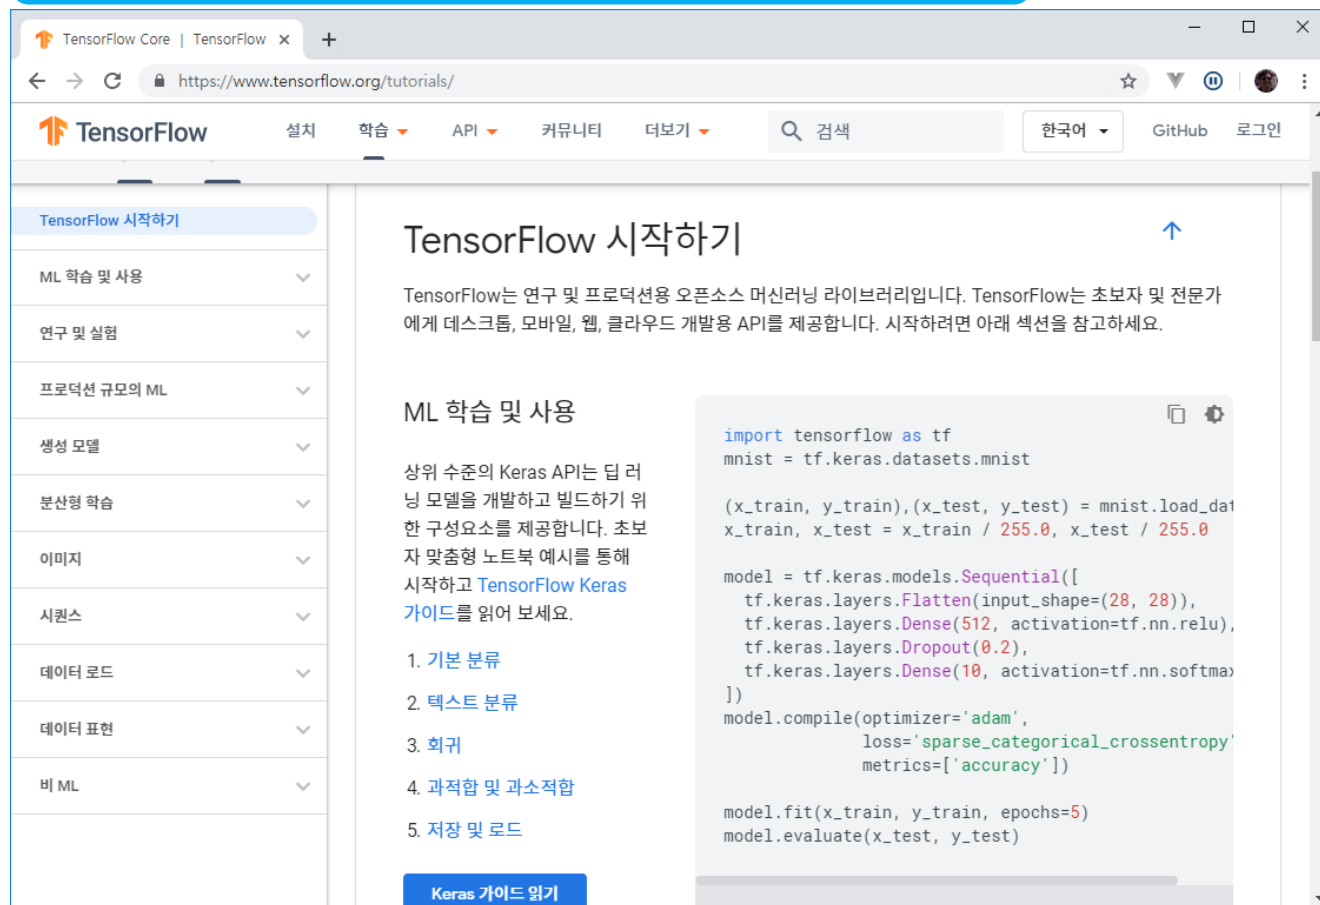 TensorFlow Core | TensorFlow
https://www.tensorflow.org/tutorials/
TensorFlow 설치 학습 API 커뮤니티 더보기 검색 한국어 GitHub 로그인
TensorFlow 시작하기
ML 학습 및 사용
연구 및 실험
프로덕션 규모의 ML
생성 모델
분산형 학습
이미지
시퀀스
데이터 로드
데이터 표현
비 ML
TensorFlow 시작하기
TensorFlow는 연구 및 프로덕션용 오픈소스 머신러닝 라이브러리입니다. TensorFlow는 초보자 및 전문가
에게 데스크톱, 모바일, 웹, 클라우드 개발용 API를 제공합니다. 시작하려면 아래 섹션을 참고하세요.
ML 학습 및 사용
상위 수준의 Keras API는 딥 러
닝 모델을 개발하고 빌드하기 위
한 구성요소를 제공합니다. 초보
자 맞춤형 노트북 예시를 통해
시작하고 TensorFlow Keras
가이드를 읽어 보세요.
1. 기본 분류
2. 텍스트 분류
3. 회귀
4. 과적합 및 과소적합
5. 저장 및 로드
Keras 가이드 읽기
import tensorflow as tf
mnist = tf.keras.datasets.mnist
(x_train, y_train),(x_test, y_test) = mnist.load_dat
x_train, x_test = x_train / 255.0, x_test / 255.0
model = tf.keras.models.Sequential([
tf.keras.layers.Flatten(input_shape=(28, 28)),
tf.keras.layers.Dense(512, activation=tf.nn.relu),
tf.keras.layers.Dropout(0.2),
tf.keras.layers.Dense(10, activation=tf.nn.softmax
])
model.compile(optimizer='adam',
loss='sparse_categorical_crossentropy'
metrics=['accuracy'])
model.fit(x_train, y_train, epochs=5)
model.evaluate(x_test, y_test)